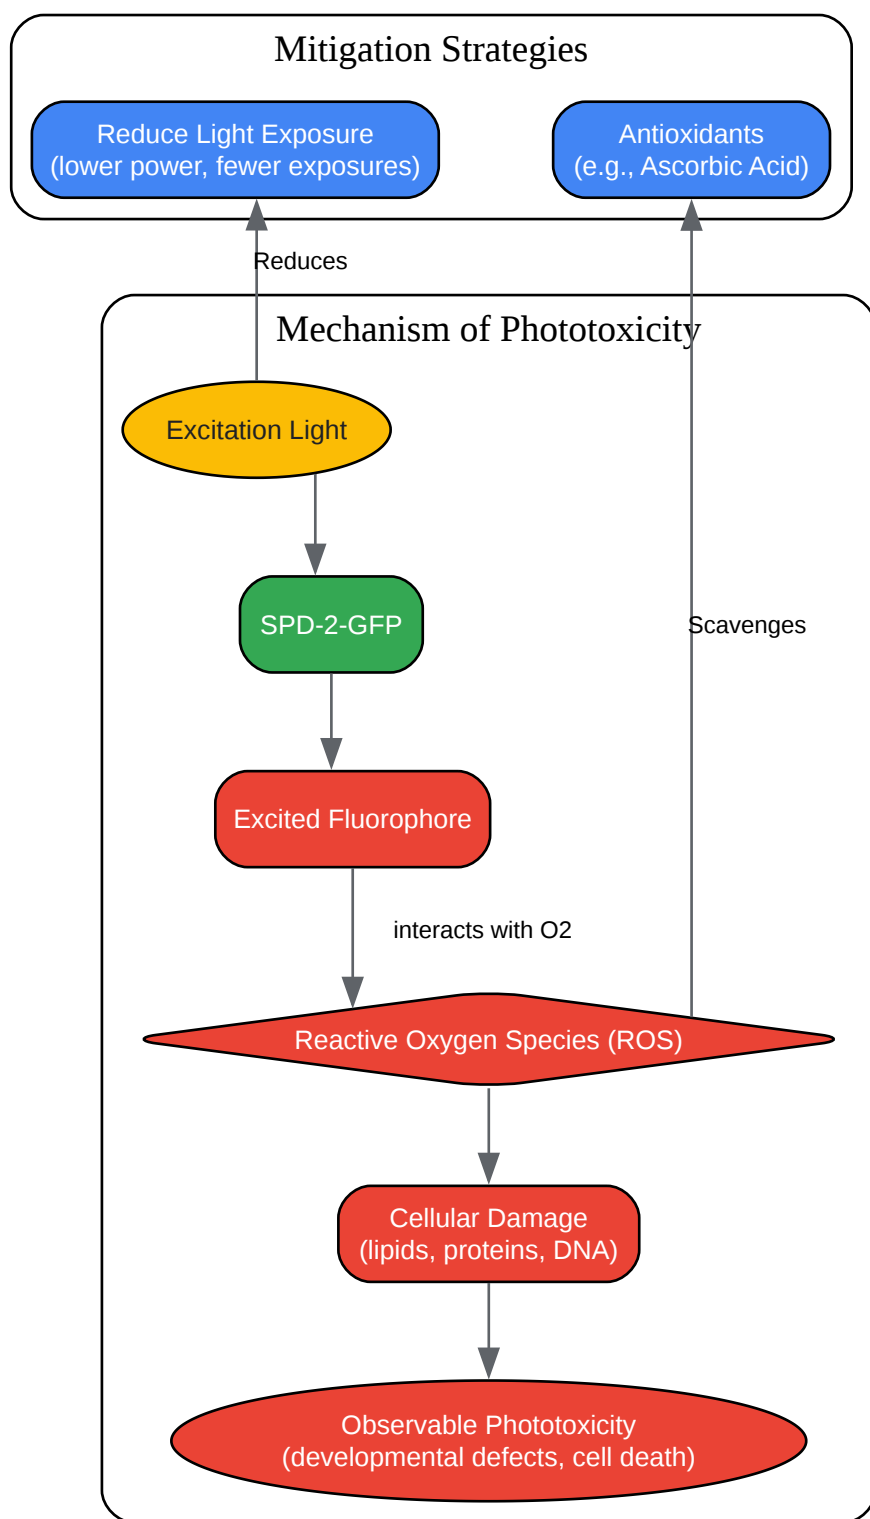 Mitigation Strategies
Reduce Light Exposure
(lower power, fewer exposures)
Antioxidants
(e.g., Ascorbic Acid)
Reduces
Mechanism of Phototoxicity
Excitation Light
SPD-2-GFP
Scavenges
Excited Fluorophore
interacts with O2
Reactive Oxygen Species (ROS)
Cellular Damage
(lipids, proteins, DNA)
Observable Phototoxicity
(developmental defects, cell death)